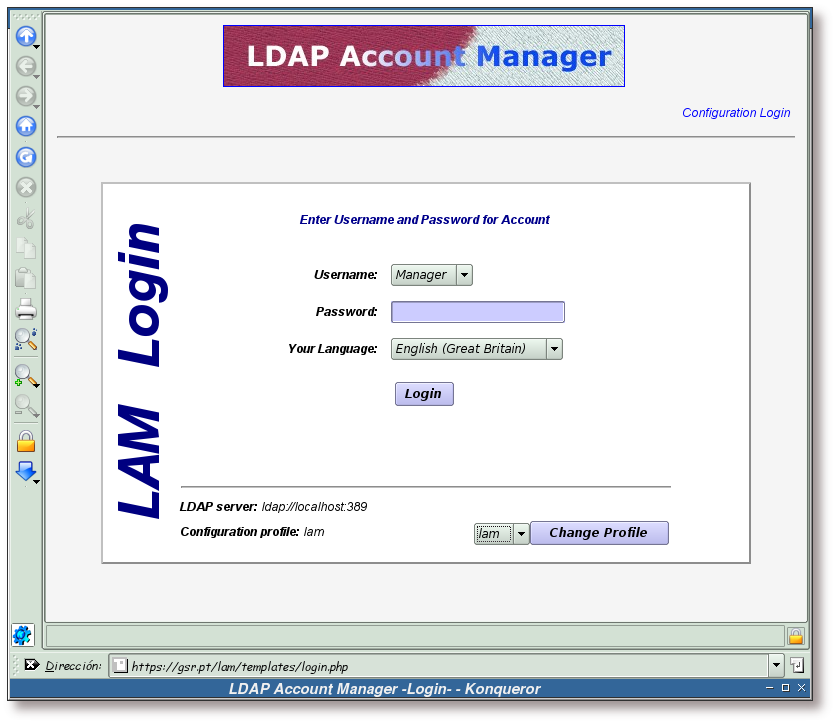 LDAP Account Manager
Configuration Login
LAM Login
Enter Username and Password for Account
Username: Manager
Password:
Your Language: English (Great Britain)
Login
LDAP server: ldap://localhost:389
Configuration profile: lam
lam Change Profile
Dirección: https://gsr.pt/lam/templates/login.php
LDAP Account Manager -Login- - Konqueror